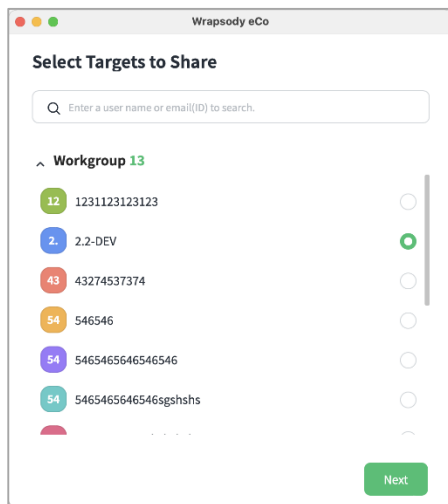 Wrapsody eCo
Select Targets to Share
Enter a user name or email(ID) to search.
Workgroup 13
12 1231123123123
2. 2.2-DEV
43 43274537374
54 546546
54 5465465646546546
54 5465465646546sgshshs
Next